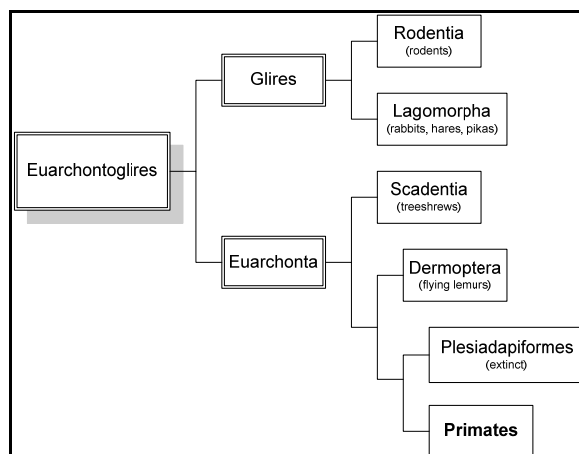 Rodentia
(rodents)
Glires
Lagomorpha
(rabbits, hares, pikas)
Euarchontoglires
Scadentia
(treeshrews)
Euarchonta
Dermoptera
(flying lemurs)
Plesiadapiformes
(extinct)
Primates